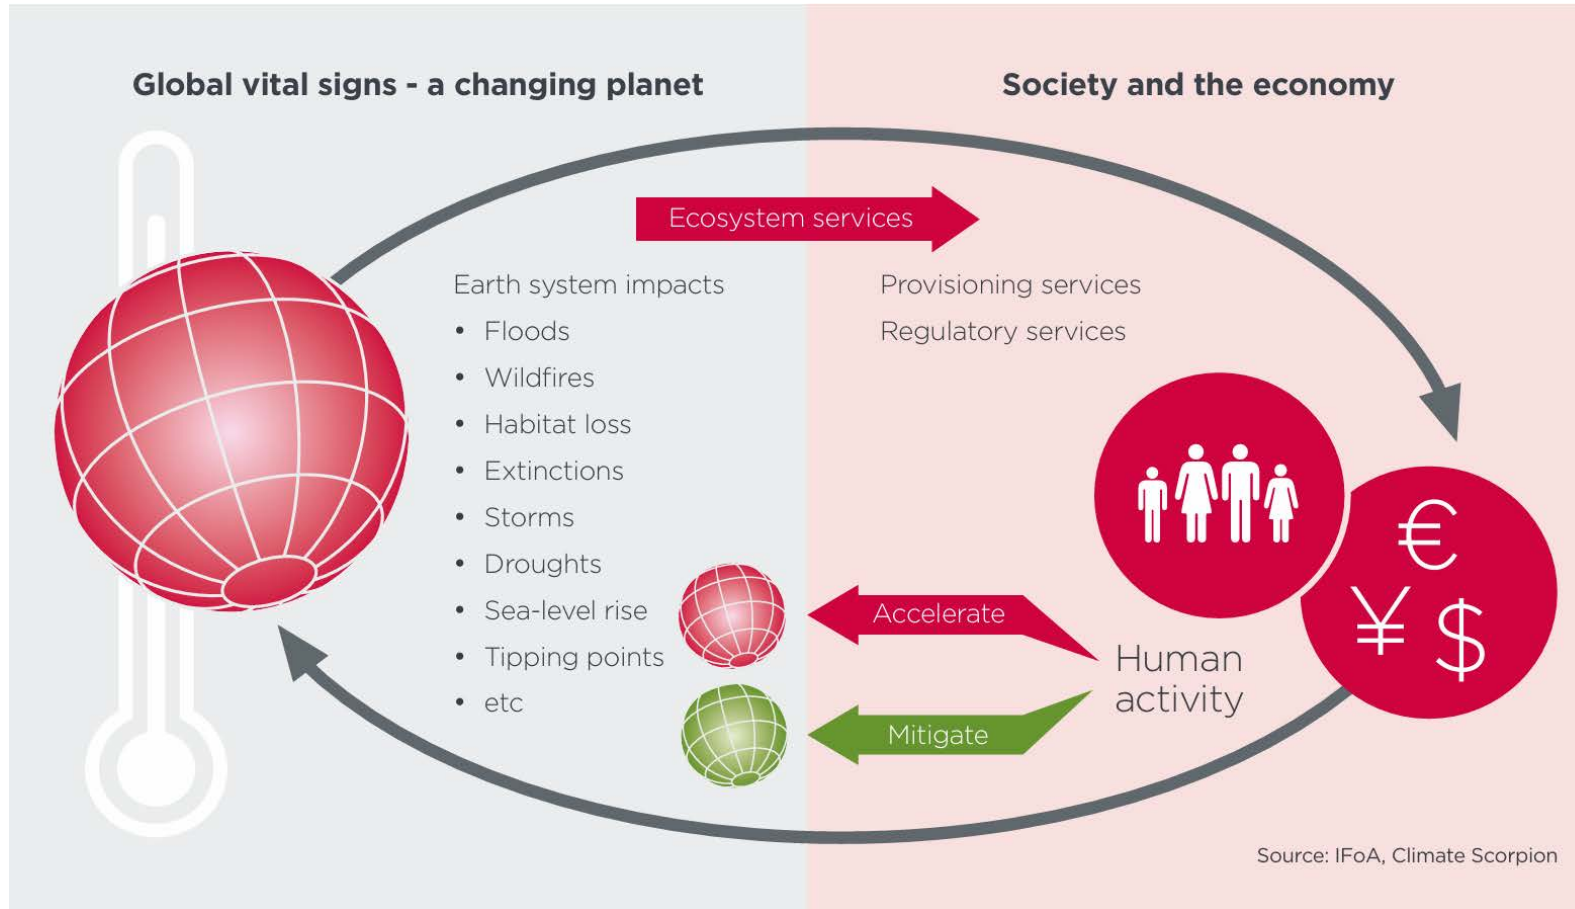 Global vital signs - a changing planet
Society and the economy
Ecosystem services
Earth system impacts
• Floods
• Wildfires
• Habitat loss
• Extinctions
• Storms
• Droughts
• Sea-level rise
• Tipping points
• etc
Provisioning services
Regulatory services
€
¥ $
Accelerate
Mitigate
Human
activity
Source: IFoA, Climate Scorpion